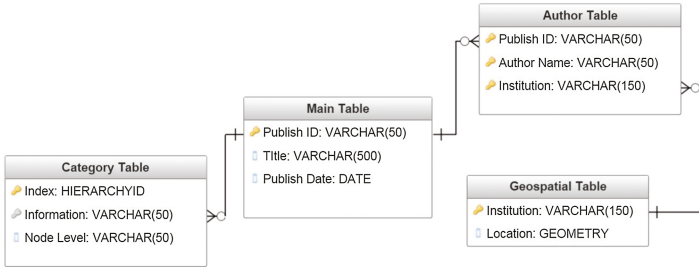 Author Table
Publish ID: VARCHAR(50)
Author Name: VARCHAR(50)
Institution: VARCHAR(150)
Main Table
Publish ID: VARCHAR(50)
TItle: VARCHAR(500)
Publish Date: DATE
Category Table
Index: HIERARCHYID
Information: VARCHAR(50)
Node Level: VARCHAR(50)
Geospatial Table
Institution: VARCHAR(150)
Location: GEOMETRY